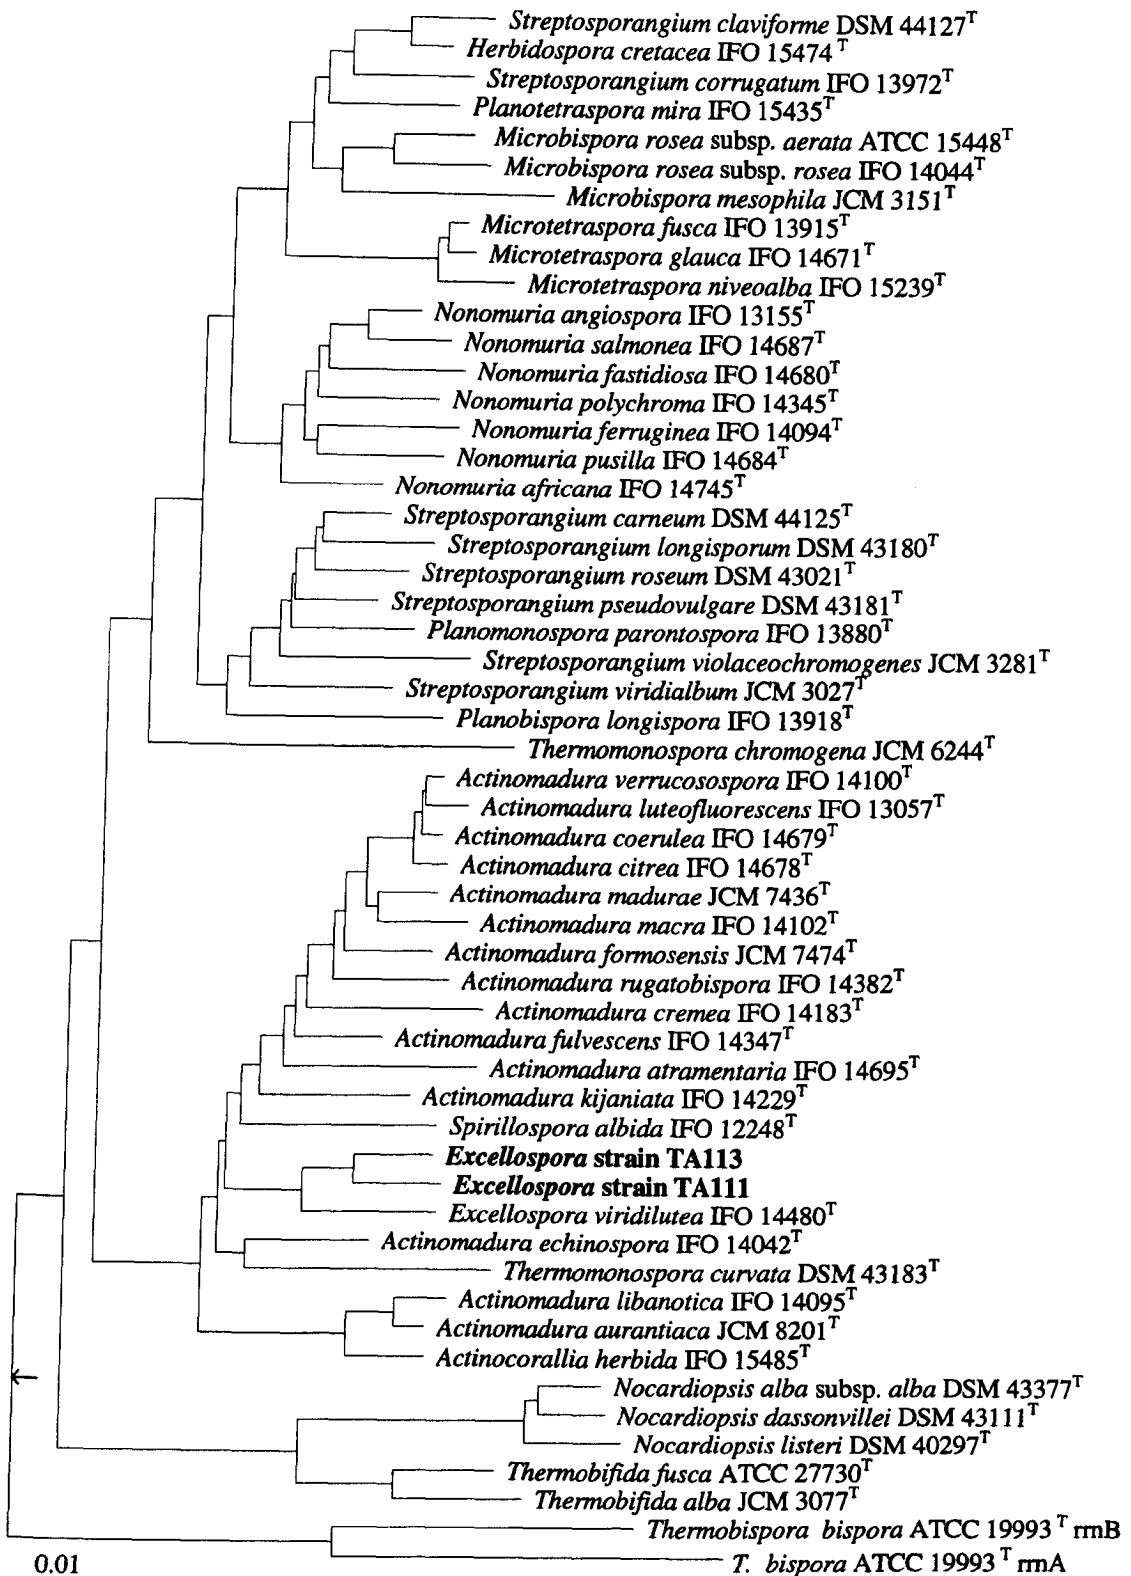 Streptosporangium claviforme DSM 44127T
Herbidospora cretacea IFO 15474 T
Streptosporangium corrugatum IFO 13972T
Planotetraspora mira IFO 15435T
Microbispora rosea subsp. aerata ATCC 15448T
Microbispora rosea subsp. rosea IFO 14044T
Microbispora mesophila JCM 3151T
Microtetraspora fusca IFO 13915T
Microtetraspora glauca IFO 14671T
Microtetraspora niveoalba IFO 15239T
Nonomuria angiospora IFO 13155T
Nonomuria salmonea IFO 14687T
Nonomuria fastidiosa IFO 14680T
Nonomuria polychroma IFO 14345T
Nonomuria ferruginea IFO 14094T
Nonomuria pusilla IFO 14684T
Nonomuria africana IFO 14745T
Streptosporangium carneum DSM 44125T
Streptosporangium longisporum DSM 43180T
Streptosporangium roseum DSM 43021T
Streptosporangium pseudovulgare DSM 43181T
Planomonospora parontospora IFO 13880T
Streptosporangium violaceochromogenes JCM 3281T
Streptosporangium viridialbum JCM 3027T
Planobispora longispora IFO 13918T
Thermomonospora chromogena JCM 6244T
Actinomadura verrucosospora IFO 14100T
Actinomadura luteofluorescens IFO 13057T
Actinomadura coerulea IFO 14679T
Actinomadura citrea IFO 14678T
Actinomadura madurae JCM 7436T
Actinomadura macra IFO 14102T
Actinomadura formosensis JCM 7474T
Actinomadura rugatobispora IFO 14382T
Actinomadura cremea IFO 14183T
Actinomadura fulvescens IFO 14347T
Actinomadura atramentaria IFO 14695T
Actinomadura kijaniata IFO 14229T
Spirillospora albida IFO 12248T
Excellospora strain TA113
Excellospora strain TA111
Excellospora viridilutea IFO 14480T
Actinomadura echinospora IFO 14042T
Thermomonospora curvata DSM 43183T
Actinomadura libanotica IFO 14095T
Actinomadura aurantiaca JCM 8201T
Actinocorallia herbida IFO 15485T
Nocardiopsis alba subsp. alba DSM 43377T
Nocardiopsis dassonvillei DSM 43111T
Nocardiopsis listeri DSM 40297T
Thermobifida fusca ATCC 27730T
Thermobifida alba JCM 3077T
Thermobispora bispora ATCC 19993 T rrnB
T. bispora ATCC 19993 T rrnA
0.01